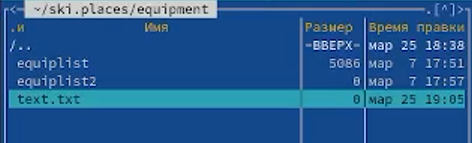 <─ ~/ski.places/equipment ─.[^]>
.и Имя Размер Время правки
/.. -ВВЕРХ- мар 25 18:38
equiplist 5086 мар 7 17:51
equiplist2 0 мар 7 17:57
text.txt 0 мар 25 19:05